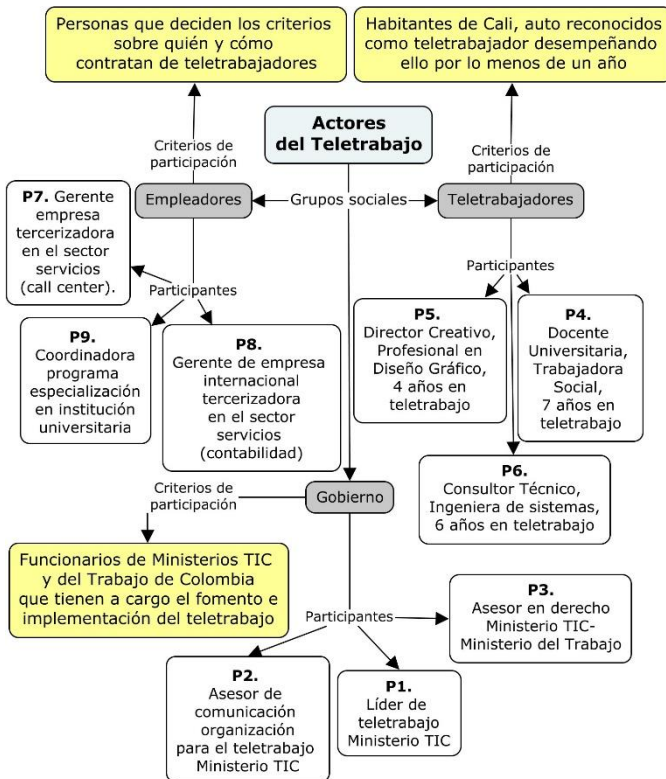 Personas que deciden los criterios
sobre quién y cómo
contratan de teletrabajadores
Habitantes de Cali, auto reconocidos
como teletrabajador desempeñando
ello por lo menos de un año
Actores
del Teletrabajo
Criterios de
participación
Criterios de
participación
Empleadores
Grupos sociales
Teletrabajadores
P7. Gerente
empresa
tercerizadora
en el sector
servicios
(call center).
Participantes
P9.
Coordinadora
programa
especialización
en institución
universitaria
P8.
Gerente de empresa
internacional
tercerizadora
en el sector
servicios
(contabilidad)
Participantes
P5.
Director Creativo,
Profesional en
Diseño Gráfico,
4 años en
teletrabajo
P4.
Docente
Universitaria,
Trabajadora
Social,
7 años en
teletrabajo
P6.
Consultor Técnico,
Ingeniera de sistemas,
6 años en teletrabajo
Criterios de
participación
Gobierno
Funcionarios de Ministerios TIC
y del Trabajo de Colombia
que tienen a cargo el fomento e
implementación del teletrabajo
Participantes
P3.
Asesor en derecho
Ministerio TIC-
Ministerio del Trabajo
P2.
Asesor de
comunicación
organización
para el teletrabajo
Ministerio TIC
P1.
Líder de
teletrabajo
Ministerio TIC